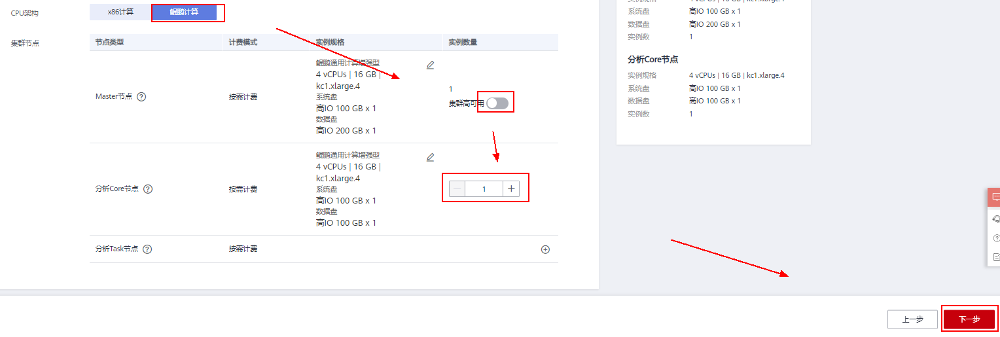 CPU架构
x86计算
鲲鹏计算
集群节点
节点类型
计费模式
实例规格
实例数量
Master节点
按需计费
鲲鹏通用计算增强型
4 vCPUs | 16 GB |
kc1.xlarge.4
系统盘
高IO 100 GB x 1
数据盘
高IO 200 GB x 1
1
集群高可用
分析Core节点
按需计费
鲲鹏通用计算增强型
4 vCPUs | 16 GB |
kc1.xlarge.4
系统盘
高IO 100 GB x 1
数据盘
高IO 100 GB x 1
1
分析Task节点
按需计费
实例规格
4 vCPUs | 16 GB | kc1.xlarge.4
系统盘
高IO 100 GB x 1
数据盘
高IO 200 GB x 1
实例数
1
分析Core节点
实例规格
4 vCPUs | 16 GB | kc1.xlarge.4
系统盘
高IO 100 GB x 1
数据盘
高IO 100 GB x 1
实例数
1
上一步
下一步